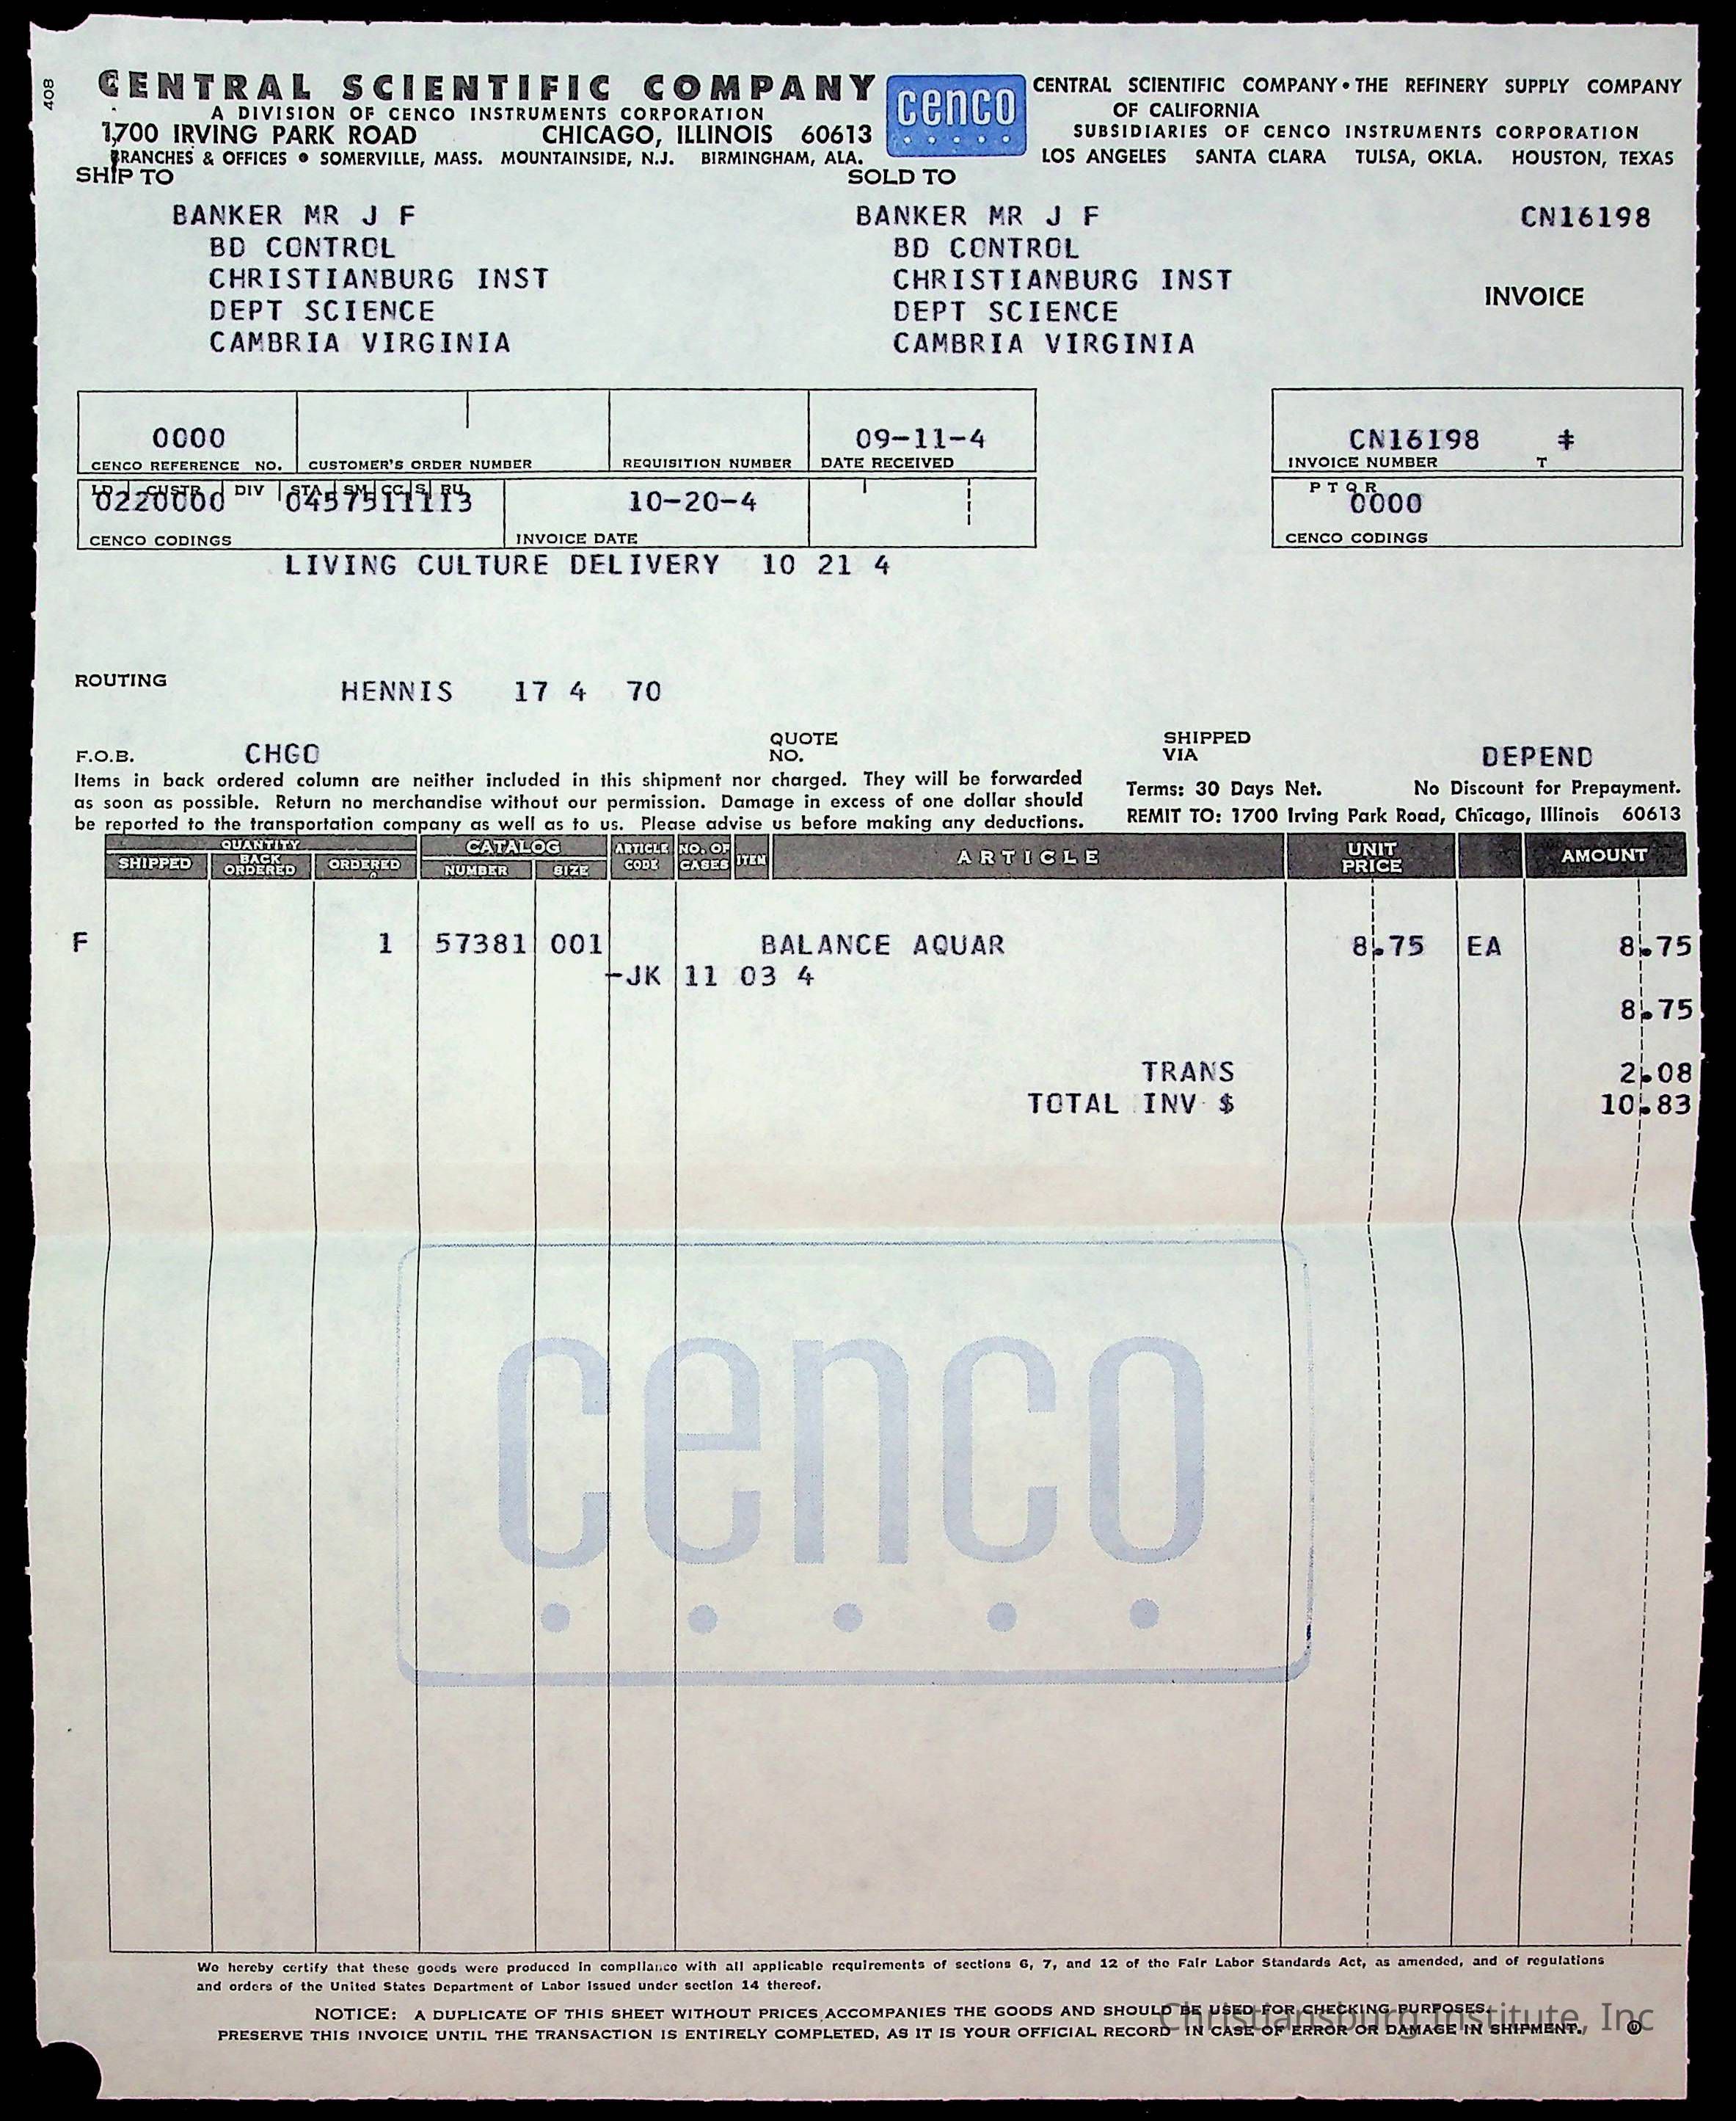 408
CENTRAL SCIENTIFIC COMPANY
A DIVISION OF CENCO INSTRUMENTS CORPORATION
1700 IRVING PARK ROAD CHICAGO, ILLINOIS 60613
BRANCHES & OFFICES • SOMERVILLE, MASS. MOUNTAINSIDE, N.J. BIRMINGHAM, ALA.
cenco
CENTRAL SCIENTIFIC COMPANY • THE REFINERY SUPPLY COMPANY
OF CALIFORNIA
SUBSIDIARIES OF CENCO INSTRUMENTS CORPORATION
LOS ANGELES SANTA CLARA TULSA, OKLA. HOUSTON, TEXAS
SHIP TO SOLD TO
BANKER MR J F BANKER MR J F CN16198
BD CONTROL BD CONTROL
CHRISTIANBURG INST CHRISTIANBURG INST INVOICE
DEPT SCIENCE DEPT SCIENCE
CAMBRIA VIRGINIA CAMBRIA VIRGINIA
0000 09-11-4 CN16198 ‡
CENCO REFERENCE NO. CUSTOMER'S ORDER NUMBER REQUISITION NUMBER DATE RECEIVED INVOICE NUMBER T
LD CUSTR DIV STA SM CC S RU P T Q R
0220000 0457511113 10-20-4 0000
CENCO CODINGS INVOICE DATE CENCO CODINGS
LIVING CULTURE DELIVERY 10 21 4
ROUTING HENNIS 17 4 70
F.O.B. CHGO QUOTE NO. SHIPPED VIA DEPEND
Items in back ordered column are neither included in this shipment nor charged. They will be forwarded
as soon as possible. Return no merchandise without our permission. Damage in excess of one dollar should
be reported to the transportation company as well as to us. Please advise us before making any deductions.
Terms: 30 Days Net. No Discount for Prepayment.
REMIT TO: 1700 Irving Park Road, Chicago, Illinois 60613
QUANTITY CATALOG ARTICLE CODE NO. OF CASES ITEM ARTICLE UNIT PRICE AMOUNT
SHIPPED BACK ORDERED ORDERED NUMBER SIZE
F 1 57381 001 BALANCE AQUAR 8.75 EA 8.75
-JK 11 03 4
8.75
TRANS 2.08
TOTAL INV $ 10.83
cenco
We hereby certify that these goods were produced in compliance with all applicable requirements of sections 6, 7, and 12 of the Fair Labor Standards Act, as amended, and of regulations
and orders of the United States Department of Labor issued under section 14 thereof.
NOTICE: A DUPLICATE OF THIS SHEET WITHOUT PRICES ACCOMPANIES THE GOODS AND SHOULD BE USED FOR CHECKING PURPOSES.
PRESERVE THIS INVOICE UNTIL THE TRANSACTION IS ENTIRELY COMPLETED, AS IT IS YOUR OFFICIAL RECORD IN CASE OF ERROR OR DAMAGE IN SHIPMENT.
Christiansburg Institute, Inc